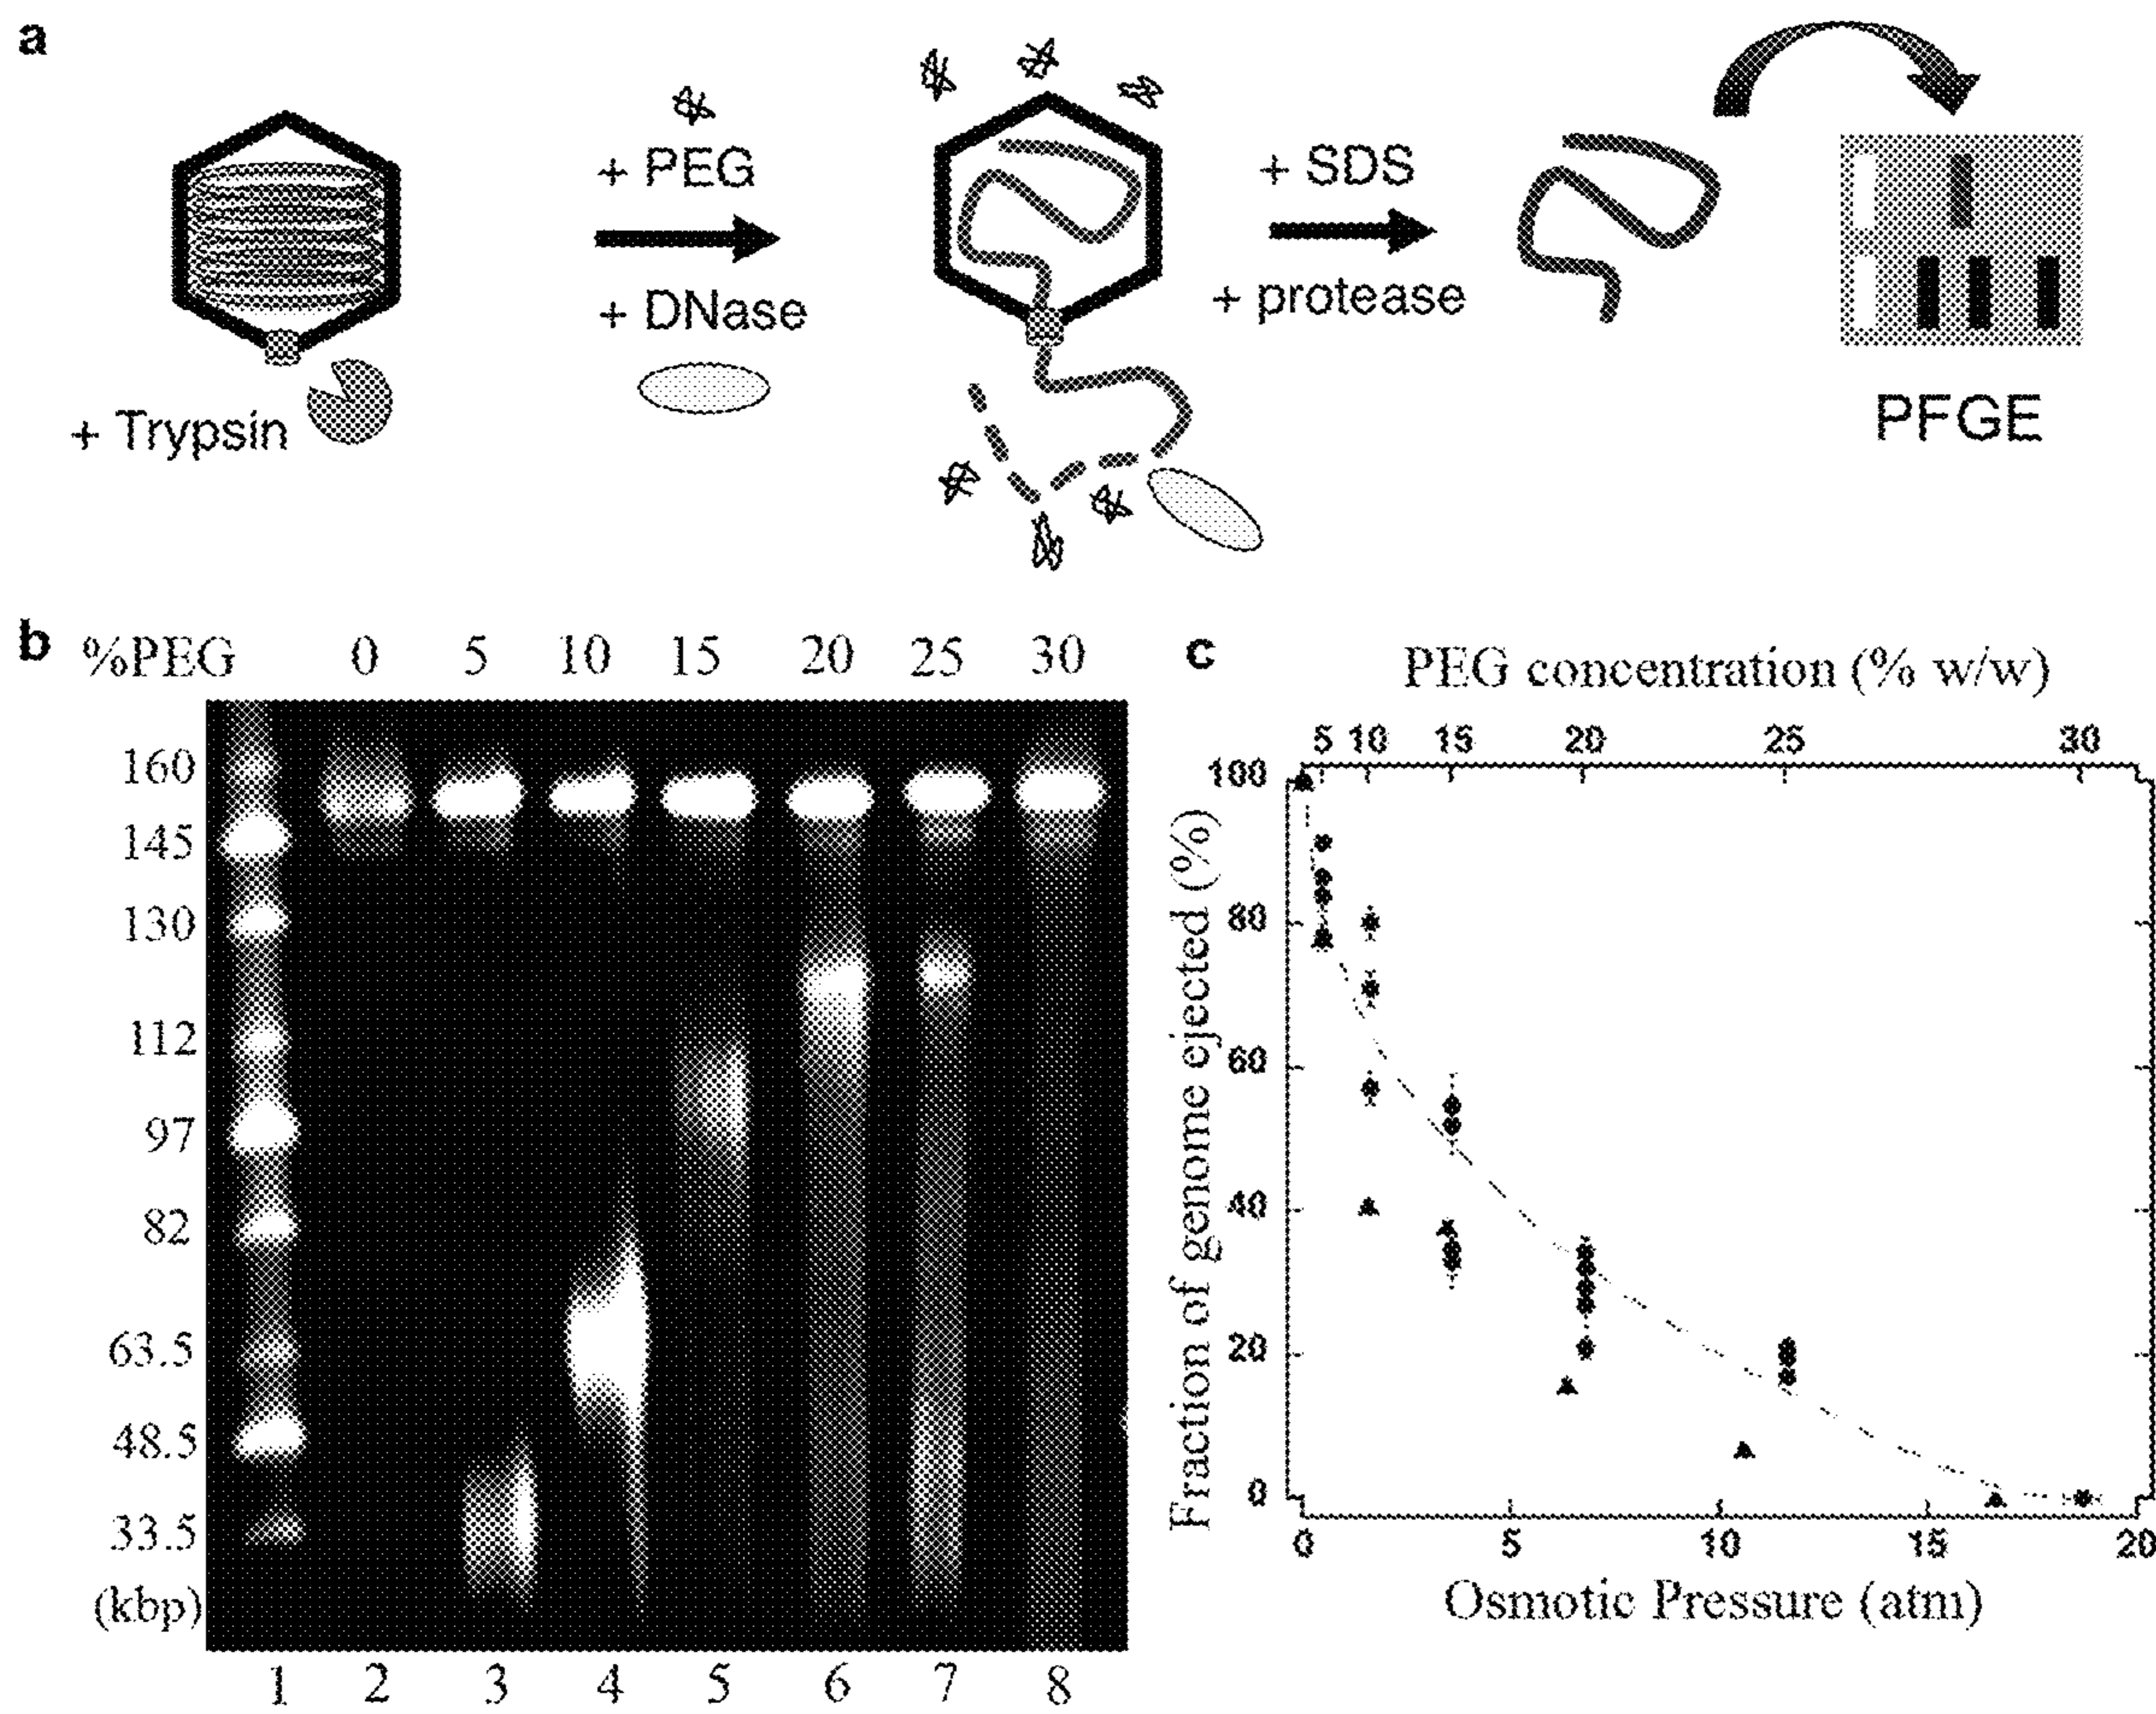 a
+ PEG
+ DNase
+ Trypsin
+ SDS
+ protease
PFGE
b
%PEG 0 5 10 15 20 25 30
160
145
130
112
97
82
63.5
48.5
33.5
(kbp)
1 2 3 4 5 6 7 8
c
PEG concentration (% w/w)
5 10 15 20 25 30
Fraction of genome ejected (%)
100
80
60
40
20
0
0 5 10 15 20
Osmotic Pressure (atm)